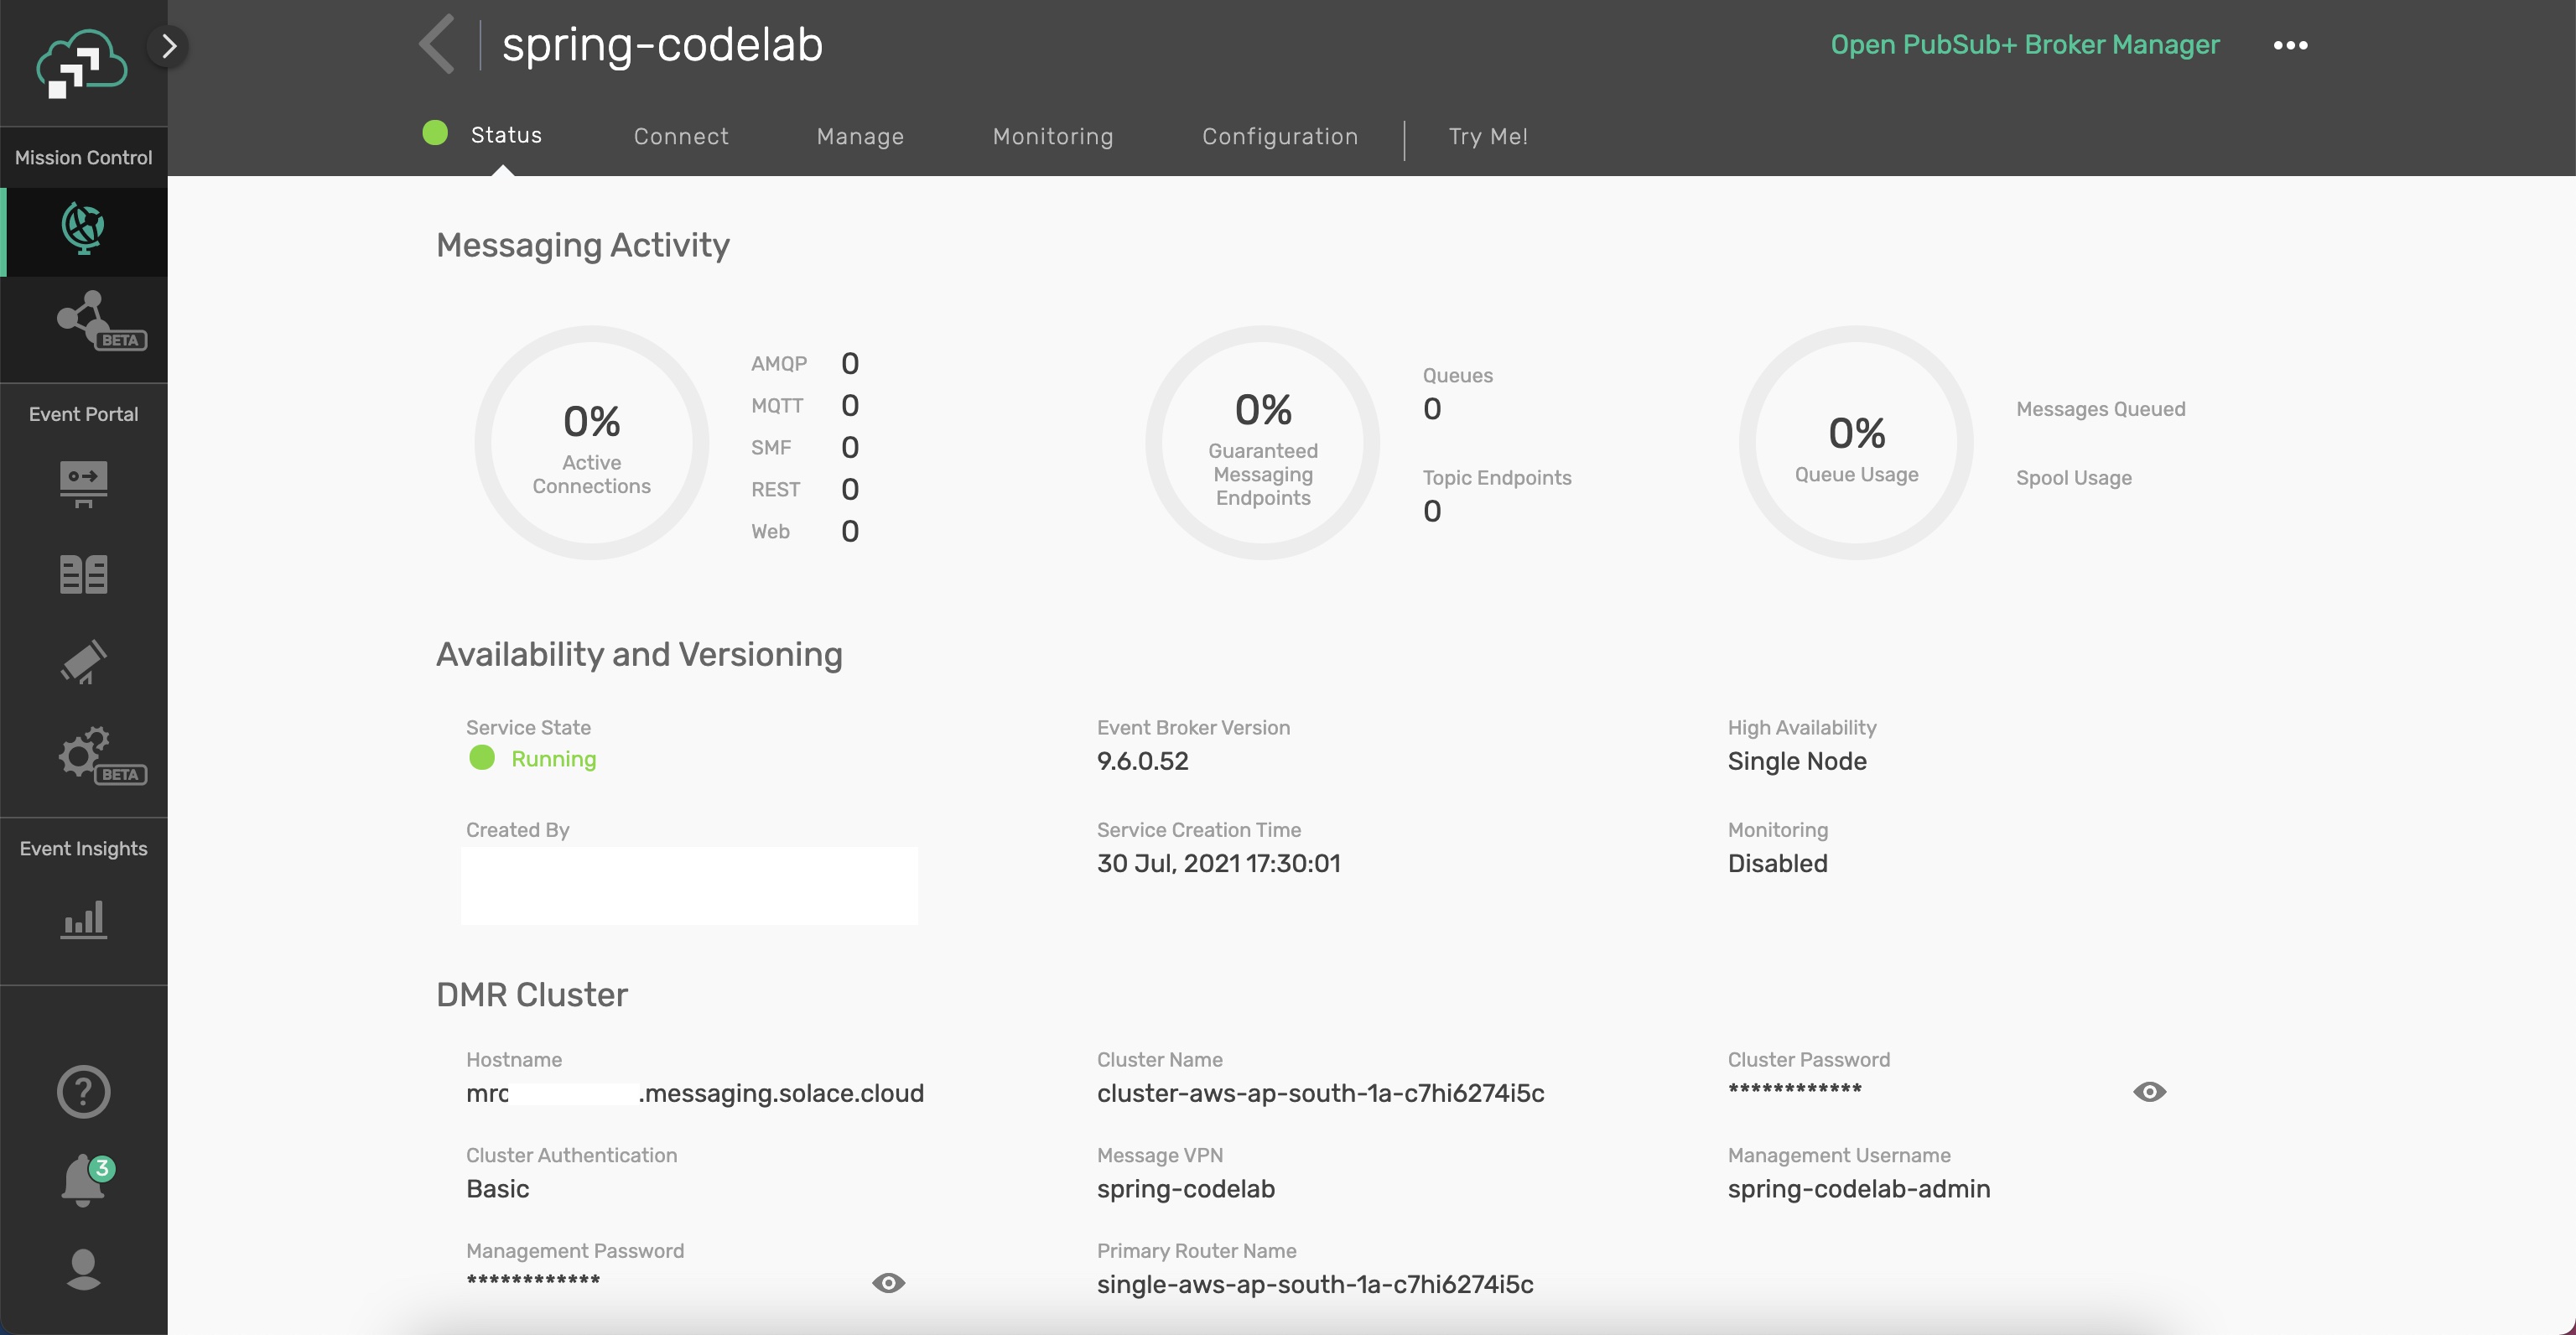 spring-codelab
Open PubSub+ Broker Manager
Status
Connect
Manage
Monitoring
Configuration
Try Me!
Mission Control
BETA
Event Portal
BETA
Event Insights
3
Messaging Activity
0%
Active
Connections
AMQP 0
MQTT 0
SMF 0
REST 0
Web 0
0%
Guaranteed
Messaging
Endpoints
Queues
0
Topic Endpoints
0
0%
Queue Usage
Messages Queued
Spool Usage
Availability and Versioning
Service State
Running
Event Broker Version
9.6.0.52
High Availability
Single Node
Created By
Service Creation Time
30 Jul, 2021 17:30:01
Monitoring
Disabled
DMR Cluster
Hostname
mrc .messaging.solace.cloud
Cluster Name
cluster-aws-ap-south-1a-c7hi6274i5c
Cluster Password
************
Cluster Authentication
Basic
Message VPN
spring-codelab
Management Username
spring-codelab-admin
Management Password
************
Primary Router Name
single-aws-ap-south-1a-c7hi6274i5c